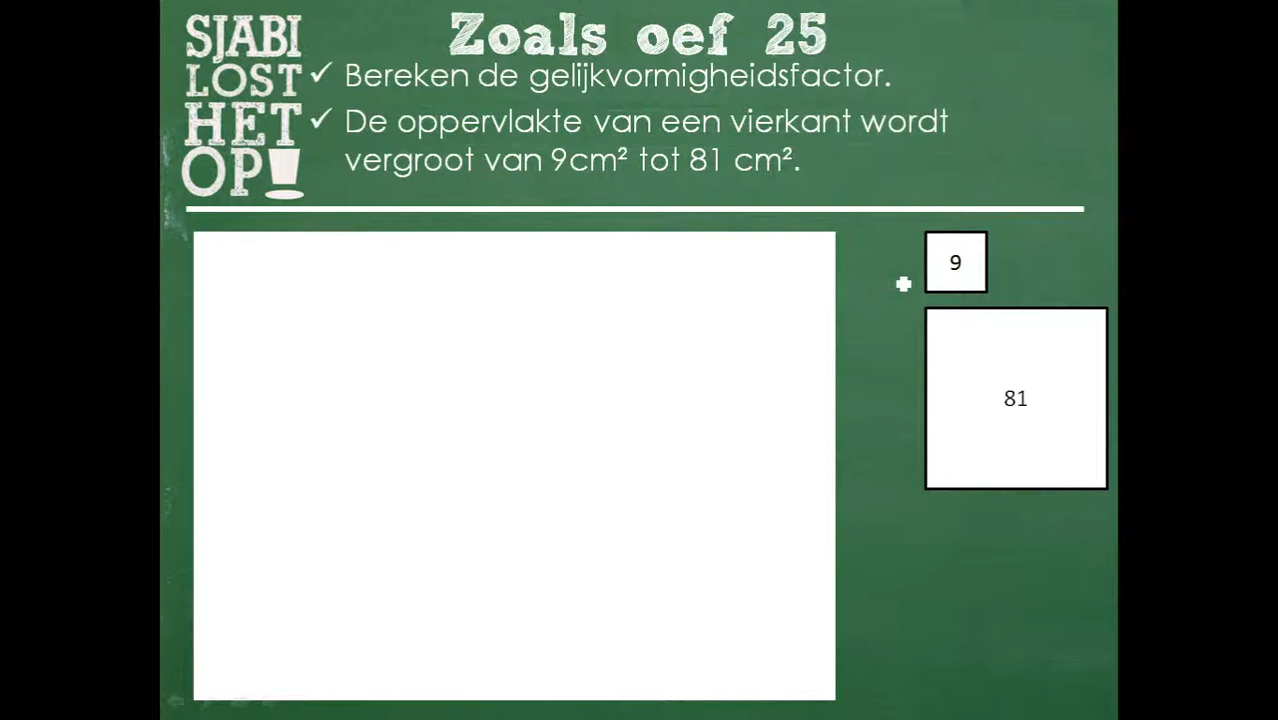 SJABI
LOST
HET
OP
Zoals oef 25
✓ Bereken de gelijkvormigheidsfactor.
✓ De oppervlakte van een vierkant wordt
vergroot van 9cm² tot 81 cm².
9
81